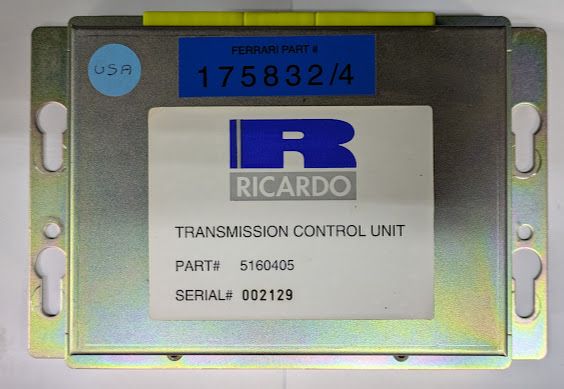 USA
FERRARI PART #
175832/4
R
RICARDO
TRANSMISSION CONTROL UNIT
PART# 5160405
SERIAL# 002129